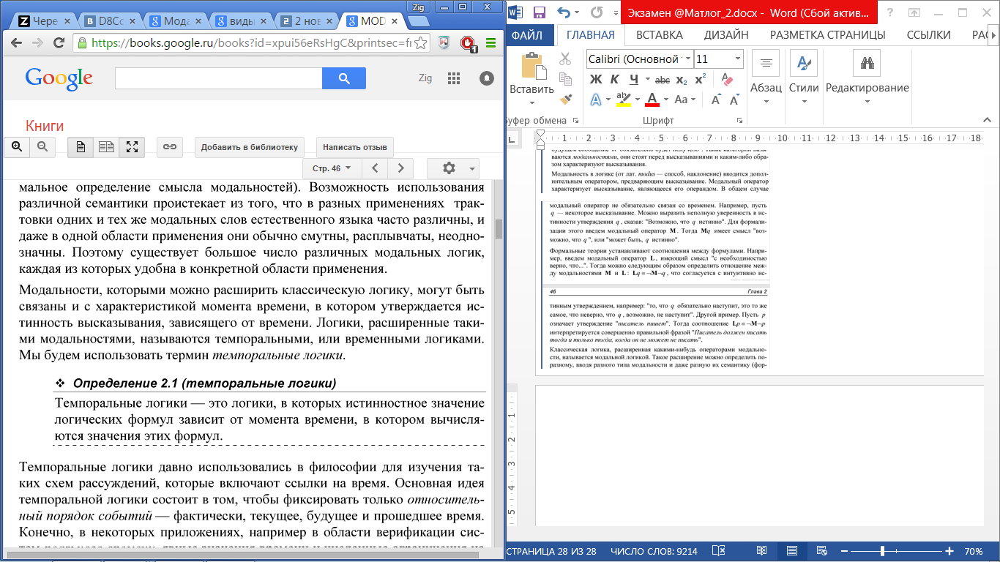 Zig
Чере
D8Сс
Мода
виды
2 нов
MOD
https://books.google.ru/books?id=xpui56eRsHgC&printsec=f
Google
Zig
Книги
Добавить в библиотеку
Написать отзыв
Стр. 46
мальное определение смысла модальностей). Возможность использования
различной семантики проистекает из того, что в разных применениях трак-
товки одних и тех же модальных слов естественного языка часто различны, и
даже в одной области применения они обычно смутны, расплывчаты, неодно-
значны. Поэтому существует большое число различных модальных логик,
каждая из которых удобна в конкретной области применения.
Модальности, которыми можно расширить классическую логику, могут быть
связаны и с характеристикой момента времени, в котором утверждается ис-
тинность высказывания, зависящего от времени. Логики, расширенные таки-
ми модальностями, называются темпоральными, или временными логиками.
Мы будем использовать термин темпоральные логики.
❖ Определение 2.1 (темпоральные логики)
Темпоральные логики — это логики, в которых истинностное значение
логических формул зависит от момента времени, в котором вычисля-
ются значения этих формул.
Темпоральные логики давно использовались в философии для изучения та-
ких схем рассуждений, которые включают ссылки на время. Основная идея
темпоральной логики состоит в том, чтобы фиксировать только относитель-
ный порядок событий — фактически, текущее, будущее и прошедшее время.
Конечно, в некоторых приложениях, например в области верификации сис-
Экзамен @Матлог_2.docx - Word (Сбой актив...
ФАЙЛ ГЛАВНАЯ ВСТАВКА ДИЗАЙН РАЗМЕТКА СТРАНИЦЫ ССЫЛКИ РАС
Calibri (Основной 11
Вставить
Ж К Ч abc x₂ x²
A ab A Aa A A
Абзац
Стили
Редактирование
Буфер обмена
Шрифт
1 2 3 4 5 6 7 8 9 10 11 12 13 14 15 16 17 18
ваются модальностями, они стоят перед высказываниями и каким-либо обра-
зом характеризуют высказывания.
Модальность в логике (от лат. modus — способ, наклонение) вводится допол-
нительным оператором, предваряющим высказывание. Модальный оператор
характеризует высказывание, являющееся его операндом. В общем случае
модальный оператор не обязательно связан со временем. Например, пусть
q — некоторое высказывание. Можно выразить неполную уверенность в ис-
тинности утверждения q, сказав: "Возможно, что q истинно". Для формали-
зации этого введем модальный оператор M. Тогда Mq имеет смысл "воз-
можно, что q", или "может быть, q истинно".
Формальные теории устанавливают соотношения между формулами. Напри-
мер, введем модальный оператор L, имеющий смысл "с необходимостью
верно, что...". Тогда можно следующим образом определить отношение меж-
ду модальностями M и L: Lq≡¬M¬q, что согласуется с интуитивно ис-
46 Глава 2
тинным утверждением, например: "то, что q обязательно наступит, это то же
самое, что неверно, что q, возможно, не наступит". Другой пример. Пусть p
означает утверждение "писатель пишет". Тогда соотношение Lp≡¬M¬p
интерпретируется совершенно правильной фразой "Писатель должен писать
тогда и только тогда, когда он не может не писать".
Классическая логика, расширенная какими-нибудь операторами модально-
сти, называется модальной логикой. Такое расширение можно определить по-
разному, вводя разного типа модальности и даже разную их семантику (фор-
1
2
3
4
5
СТРАНИЦА 28 ИЗ 28 ЧИСЛО СЛОВ: 9214 70%